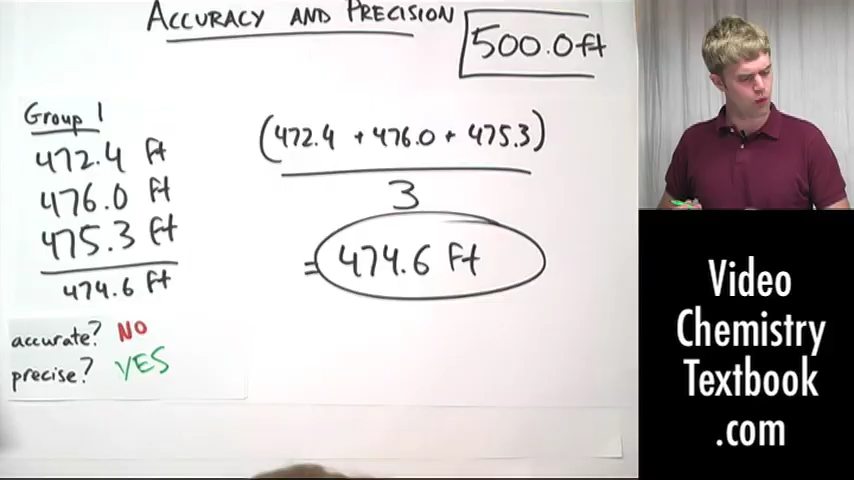 ACCURACY AND PRECISION
500.0 ft
Group 1
472.4 ft
476.0 ft
475.3 ft
474.6 ft
accurate? NO
precise? YES
(472.4 + 476.0 + 475.3)
3
= 474.6 ft
Video
Chemistry
Textbook
.com